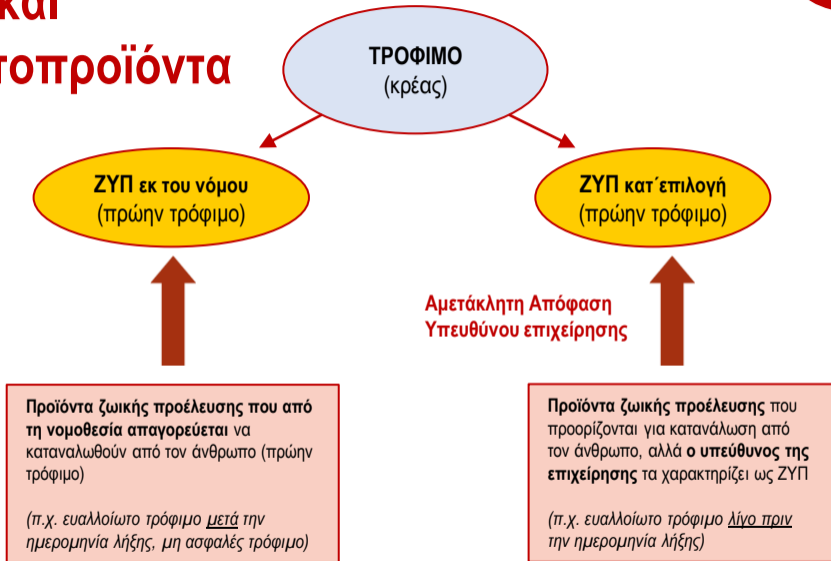 και
τοπροϊόντα
ΤΡΟΦΙΜΟ
(κρέας)
ΖΥΠ εκ του νόμου
(πρώην τρόφιμο)
ΖΥΠ κατ΄επιλογή
(πρώην τρόφιμο)
Αμετάκλητη Απόφαση
Υπευθύνου επιχείρησης
Προϊόντα ζωικής προέλευσης που από
τη νομοθεσία απαγορεύεται να
καταναλωθούν από τον άνθρωπο (πρώην
τρόφιμο)
(π.χ. ευαλλοίωτο τρόφιμο μετά την
ημερομηνία λήξης, μη ασφαλές τρόφιμο)
Προϊόντα ζωικής προέλευσης που
προορίζονται για κατανάλωση από
τον άνθρωπο, αλλά ο υπεύθυνος της
επιχείρησης τα χαρακτηρίζει ως ΖΥΠ
(π.χ. ευαλλοίωτο τρόφιμο λίγο πριν
την ημερομηνία λήξης)